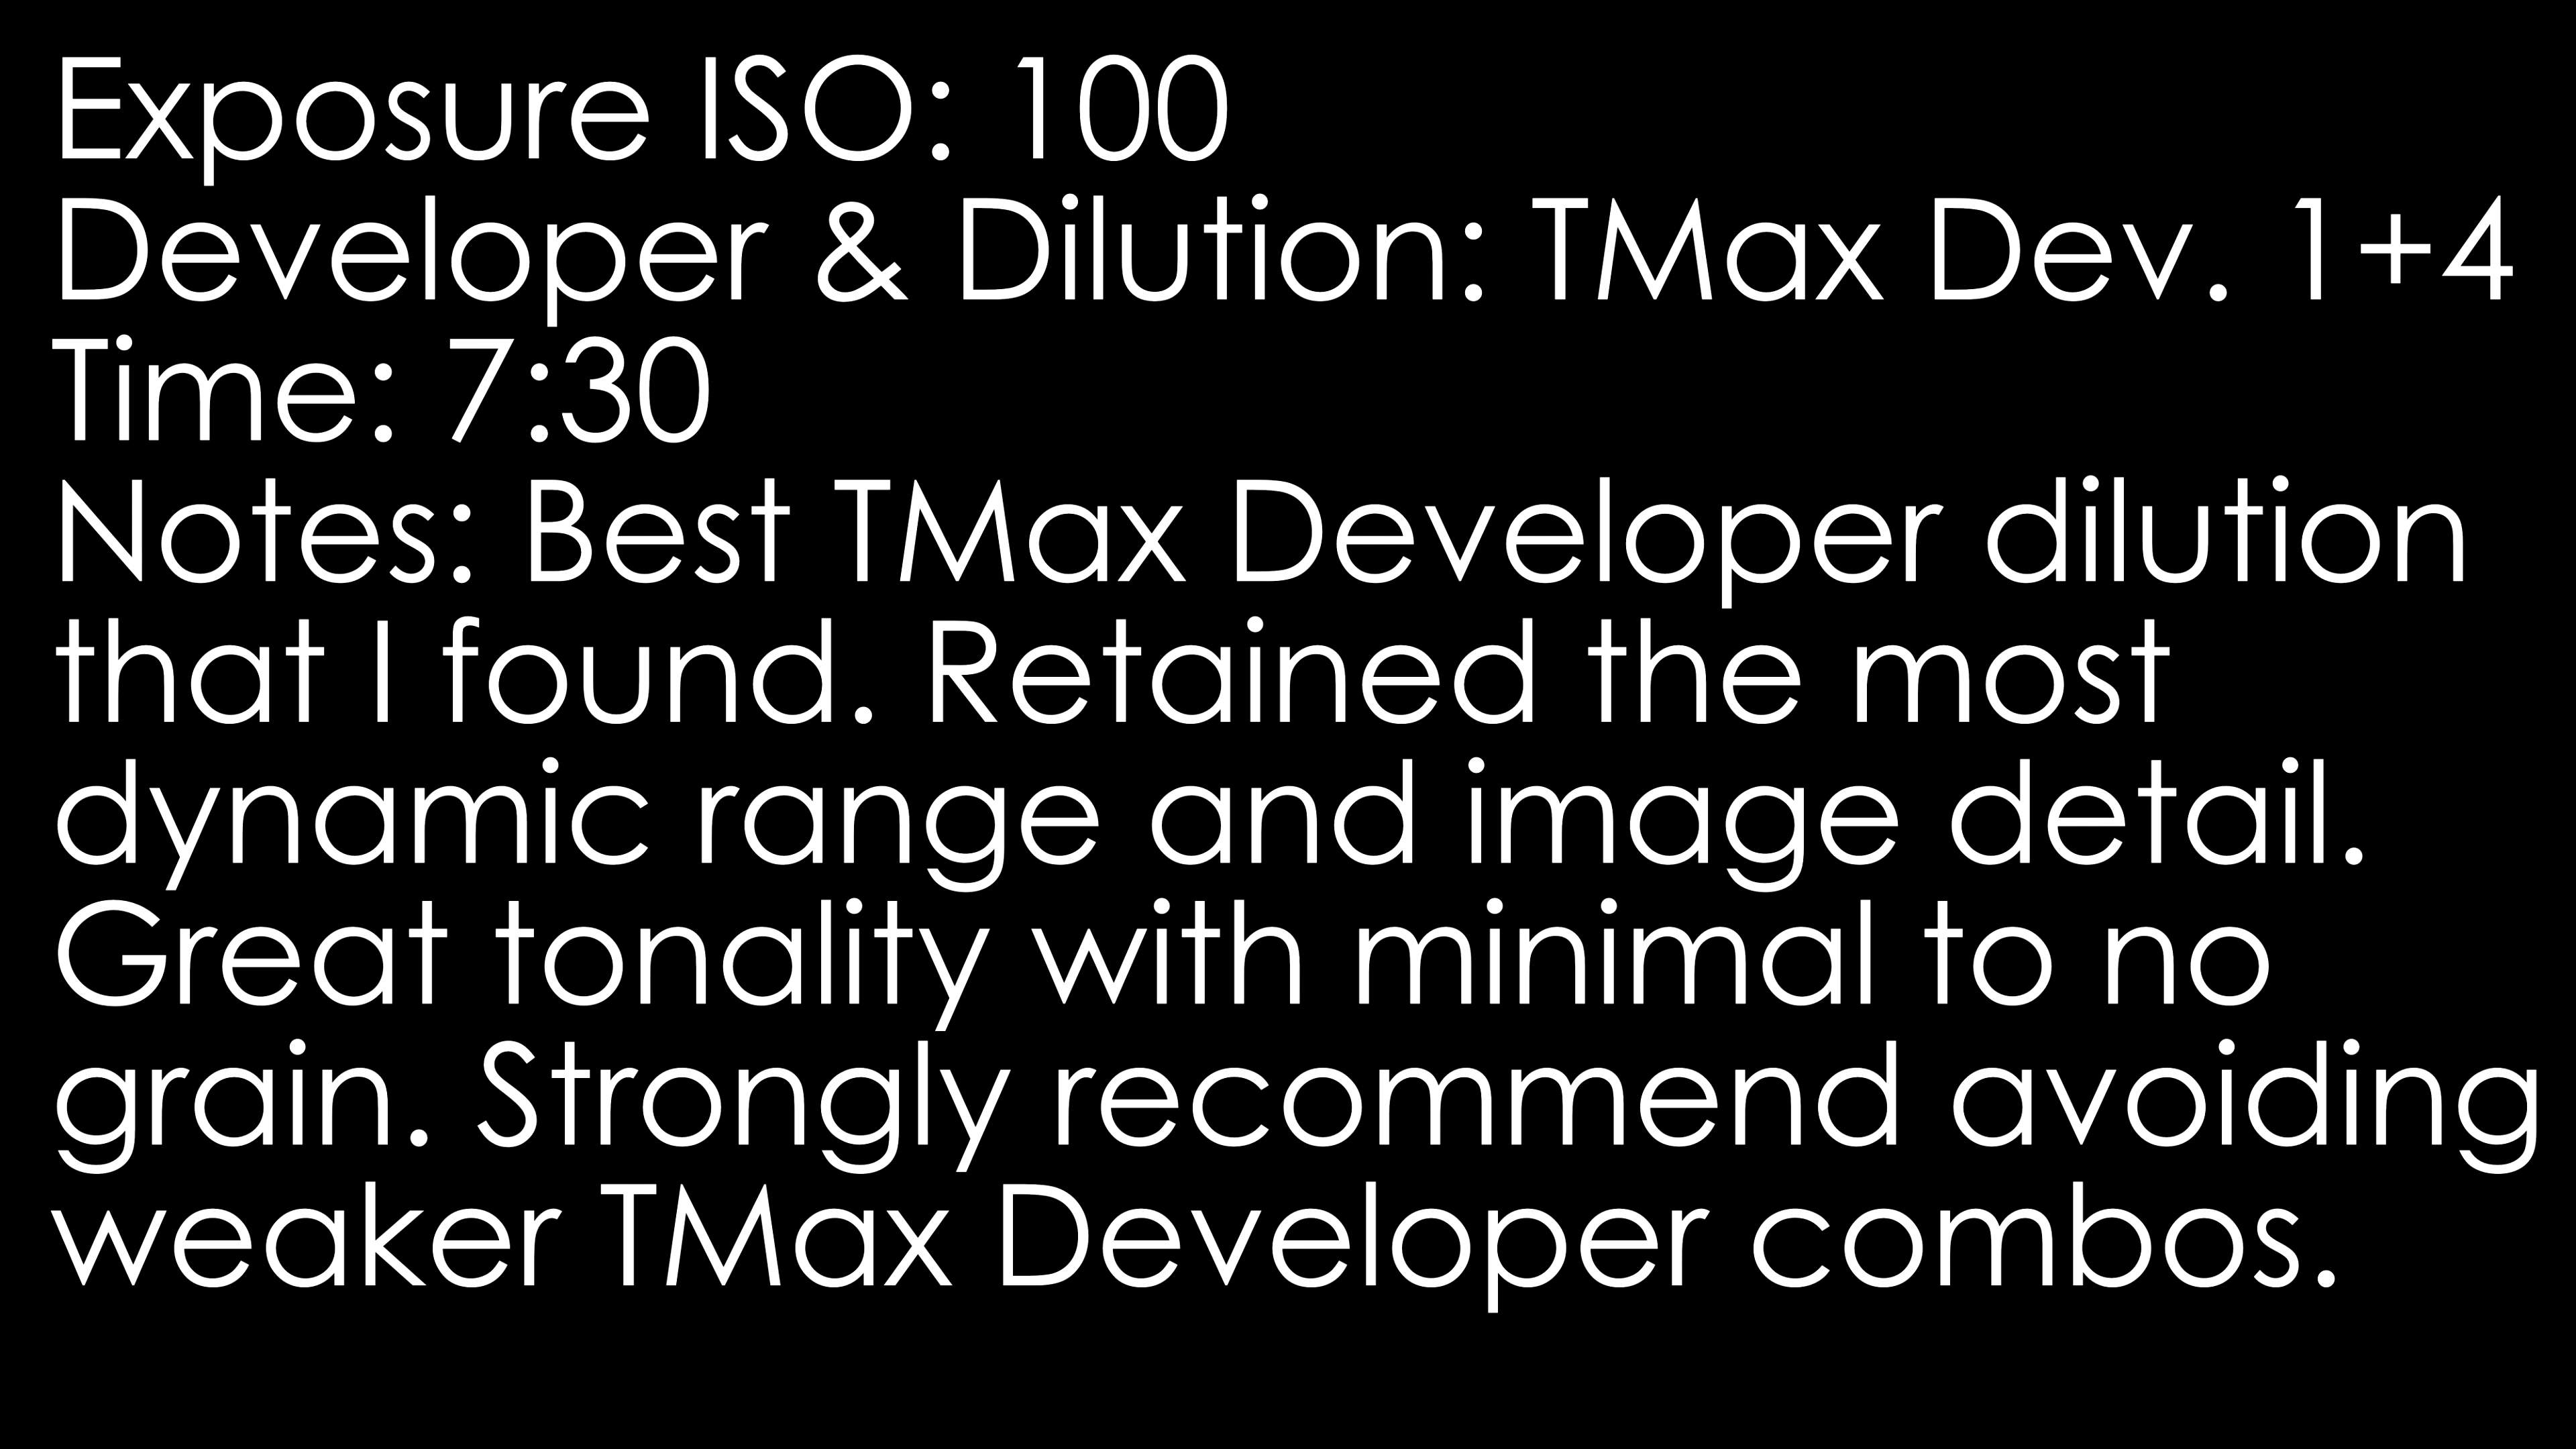 Exposure ISO: 100
Developer & Dilution: TMax Dev. 1+4
Time: 7:30
Notes: Best TMax Developer dilution
that I found. Retained the most
dynamic range and image detail.
Great tonality with minimal to no
grain. Strongly recommend avoiding
weaker TMax Developer combos.